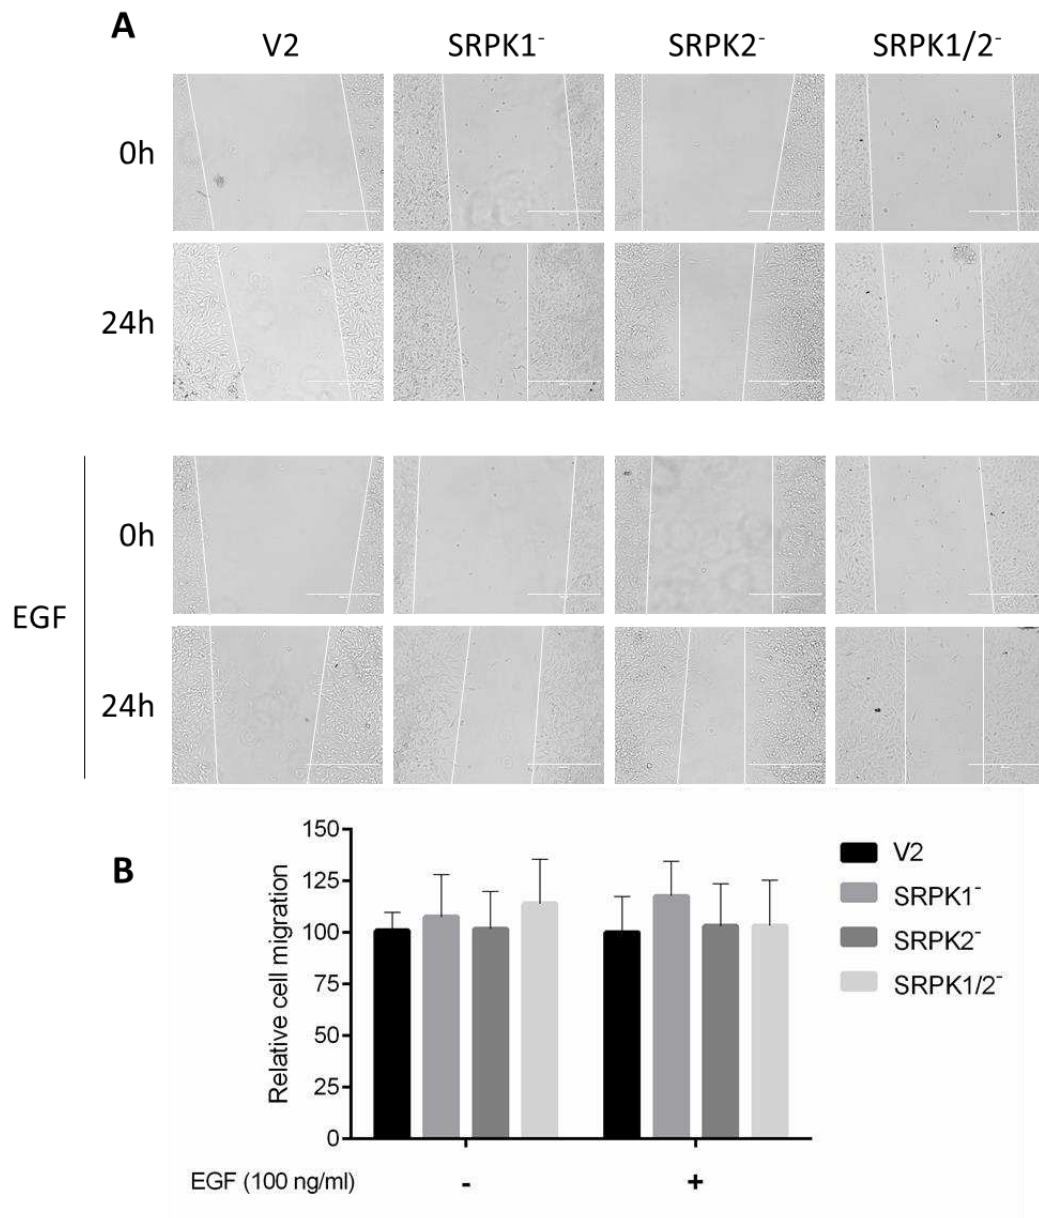 A
V2 SRPK1⁻ SRPK2⁻ SRPK1/2⁻
0h
24h
EGF
0h
24h
B
Relative cell migration
150
125
100
75
50
25
0
V2
SRPK1⁻
SRPK2⁻
SRPK1/2⁻
EGF (100 ng/ml) - +